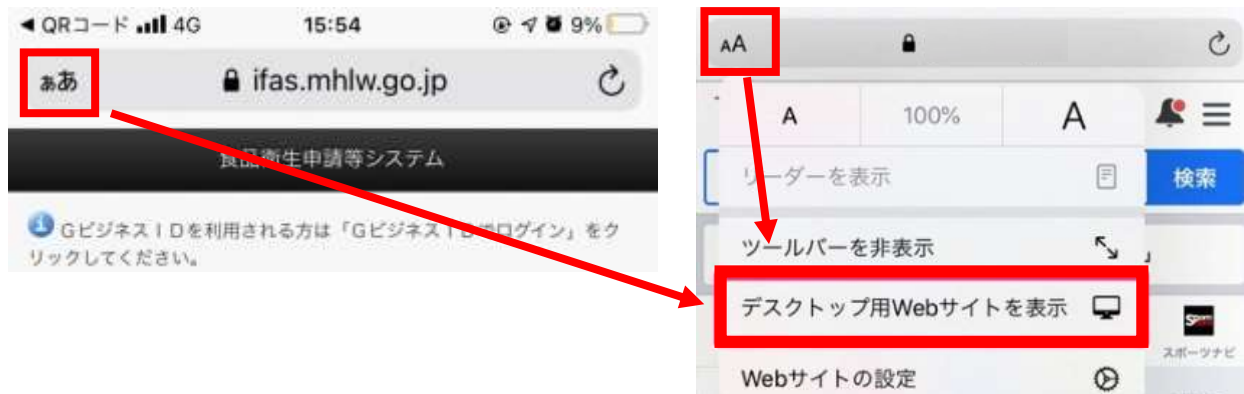 ◀ QRコード 4G 15:54 9%
ぁあ ifas.mhlw.go.jp
食品衛生申請等システム
GビジネスIDを利用される方は「GビジネスIDでログイン」をク
リックしてください。
AA
A 100% A
リーダーを表示 検索
ツールバーを非表示 」
デスクトップ用Webサイトを表示
スポーツナビ
Webサイトの設定